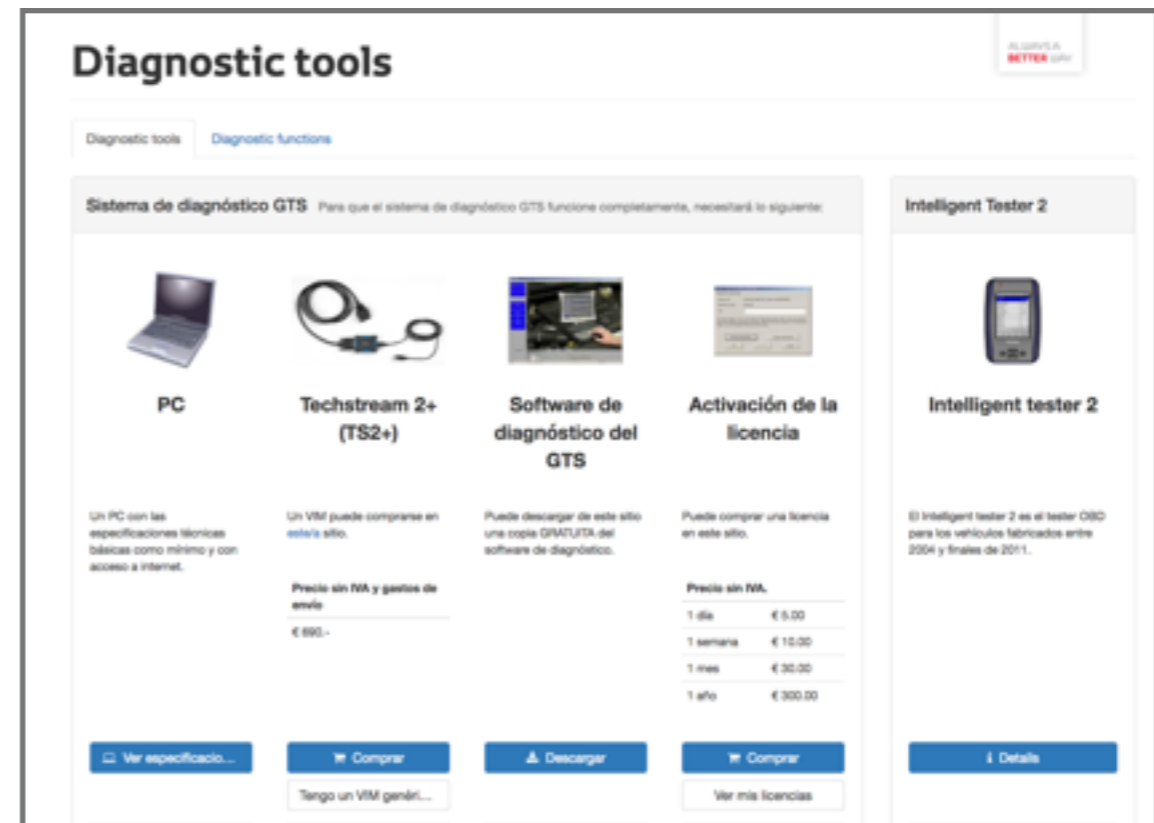 Diagnostic tools
ALWAYS A
BETTER WAY
Diagnostic tools
Diagnostic functions
Sistema de diagnóstico GTS Para que el sistema de diagnóstico GTS funcione completamente, necesitará lo siguiente:
PC
Un PC con las
especificaciones técnicas
básicas como mínimo y con
acceso a internet.
Ver especificacio...
Techstream 2+
(TS2+)
Un VIM puede comprarse en
este/a sitio.
Precio sin IVA y gastos de
envío
€ 690.-
Comprar
Tengo un VIM genéri...
Software de
diagnóstico del
GTS
Puede descargar de este sitio
una copia GRATUITA del
software de diagnóstico.
Descargar
Activación de la
licencia
Puede comprar una licencia
en este sitio.
Precio sin IVA.
1 día € 5.00
1 semana € 10.00
1 mes € 30.00
1 año € 300.00
Comprar
Ver mis licencias
Intelligent Tester 2
Intelligent tester 2
El Intelligent tester 2 es el tester OBD
para los vehículos fabricados entre
2004 y finales de 2011.
Details